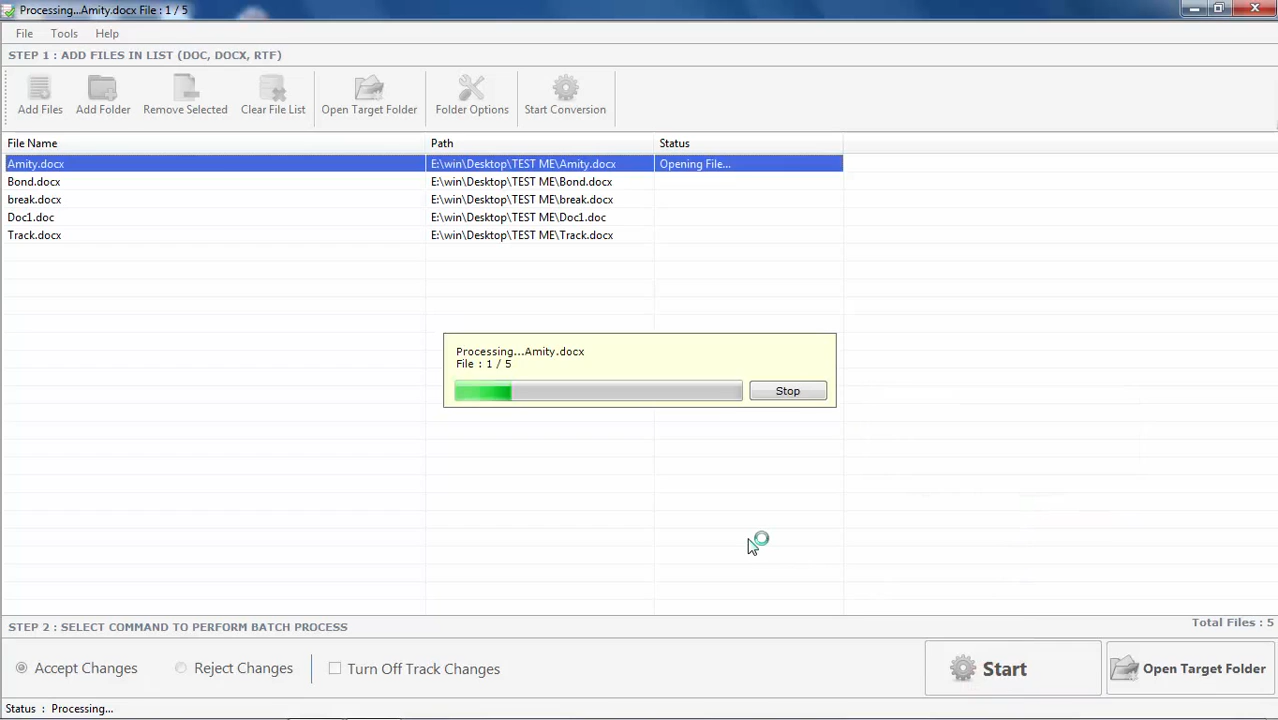 Processing...Amity.docx File : 1 / 5
File Tools Help
STEP 1 : ADD FILES IN LIST (DOC, DOCX, RTF)
Add Files Add Folder Remove Selected Clear File List Open Target Folder Folder Options Start Conversion
File Name Path Status
Amity.docx E:\win\Desktop\TEST ME\Amity.docx Opening File...
Bond.docx E:\win\Desktop\TEST ME\Bond.docx
break.docx E:\win\Desktop\TEST ME\break.docx
Doc1.doc E:\win\Desktop\TEST ME\Doc1.doc
Track.docx E:\win\Desktop\TEST ME\Track.docx
Processing...Amity.docx
File : 1 / 5
Stop
STEP 2 : SELECT COMMAND TO PERFORM BATCH PROCESS Total Files : 5
Accept Changes Reject Changes Turn Off Track Changes Start Open Target Folder
Status : Processing...